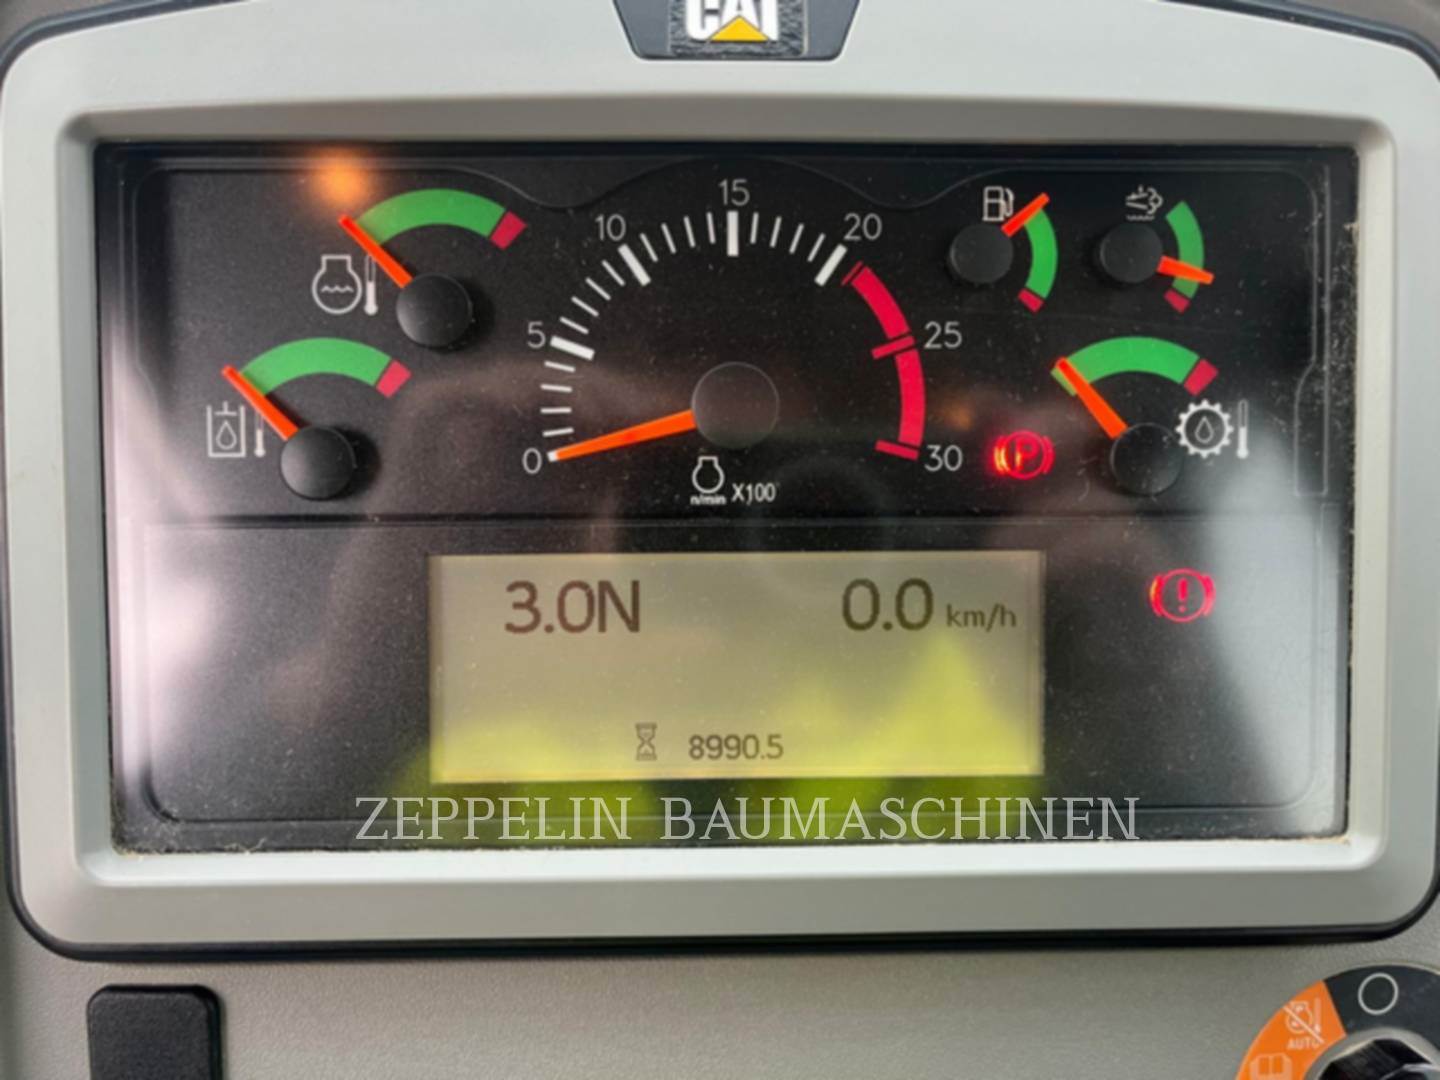 CAT
15
10
20
5
25
0
30
n/min X100
P
3.0N 0.0 km/h
!
8990.5
ZEPPELIN BAUMASCHINEN
AUTO